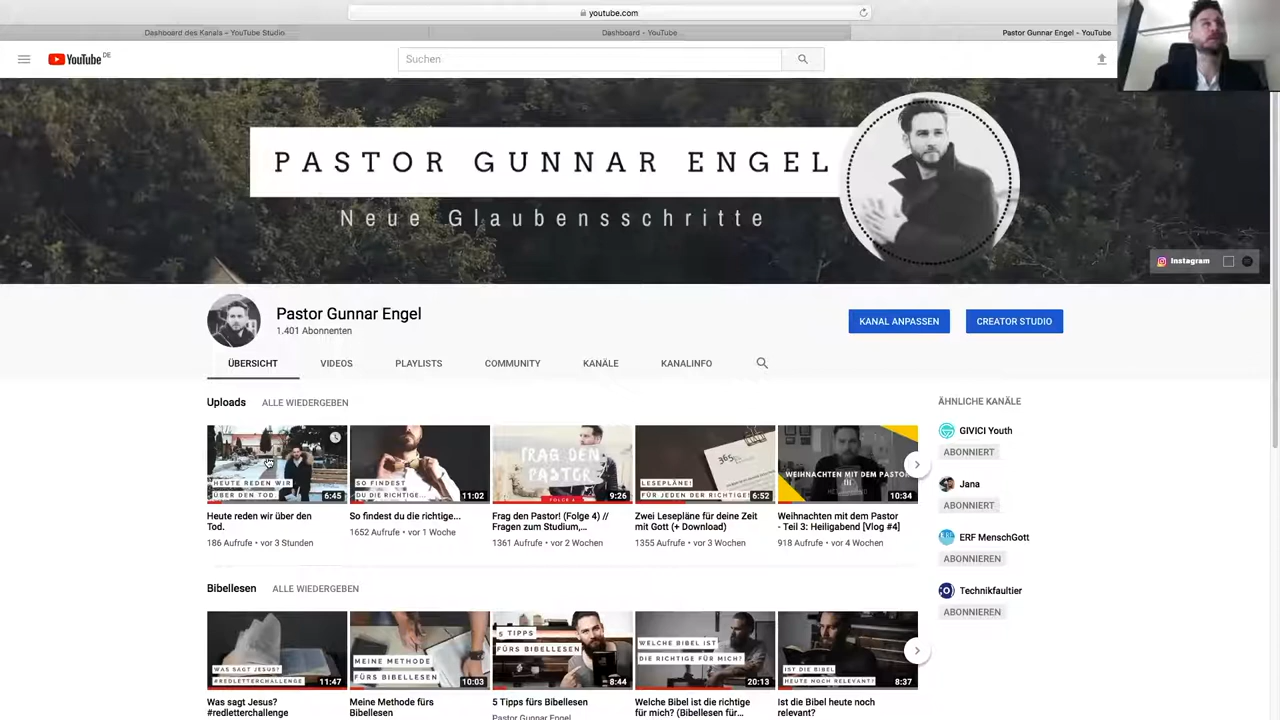 youtube.com
Dashboard des Kanals – YouTube Studio
Dashboard - YouTube
Pastor Gunnar Engel – YouTube
YouTube DE
Suchen
PASTOR GUNNAR ENGEL
Neue Glaubensschritte
Instagram
Pastor Gunnar Engel
1.401 Abonnenten
KANAL ANPASSEN
CREATOR STUDIO
ÜBERSICHT
VIDEOS
PLAYLISTS
COMMUNITY
KANÄLE
KANALINFO
Uploads
ALLE WIEDERGEBEN
HEUTE REDEN WIR
ÜBER DEN TOD.
6:45
Heute reden wir über den
Tod.
186 Aufrufe • vor 3 Stunden
SO FINDEST
DU DIE RICHTIGE...
11:02
So findest du die richtige...
1652 Aufrufe • vor 1 Woche
FRAG DEN
PASTOR
FOLGE 4
9:26
Frag den Pastor! (Folge 4) //
Fragen zum Studium,...
1361 Aufrufe • vor 2 Wochen
365
LESEPLÄNE!
FÜR JEDEN DER RICHTIGE!
6:52
Zwei Lesepläne für deine Zeit
mit Gott (+ Download)
1355 Aufrufe • vor 3 Wochen
WEIHNACHTEN MIT DEM PASTOR
III
10:34
Weihnachten mit dem Pastor
- Teil 3: Heiligabend [Vlog #4]
918 Aufrufe • vor 4 Wochen
Bibellesen
ALLE WIEDERGEBEN
WAS SAGT JESUS?
#REDLETTERCHALLENGE
11:47
Was sagt Jesus?
#redletterchallenge
MEINE METHODE
FÜRS BIBELLESEN
10:03
Meine Methode fürs
Bibellesen
5 TIPPS
FÜRS BIBELLESEN
8:44
5 Tipps fürs Bibellesen
Pastor Gunnar Engel
WELCHE BIBEL IST
DIE RICHTIGE FÜR MICH?
20:13
Welche Bibel ist die richtige
für mich? (Bibellesen für...
IST DIE BIBEL
HEUTE NOCH RELEVANT?
8:37
Ist die Bibel heute noch
relevant?
ÄHNLICHE KANÄLE
GIVICI Youth
ABONNIERT
Jana
ABONNIERT
ERF MenschGott
ABONNIEREN
Technikfaultier
ABONNIEREN